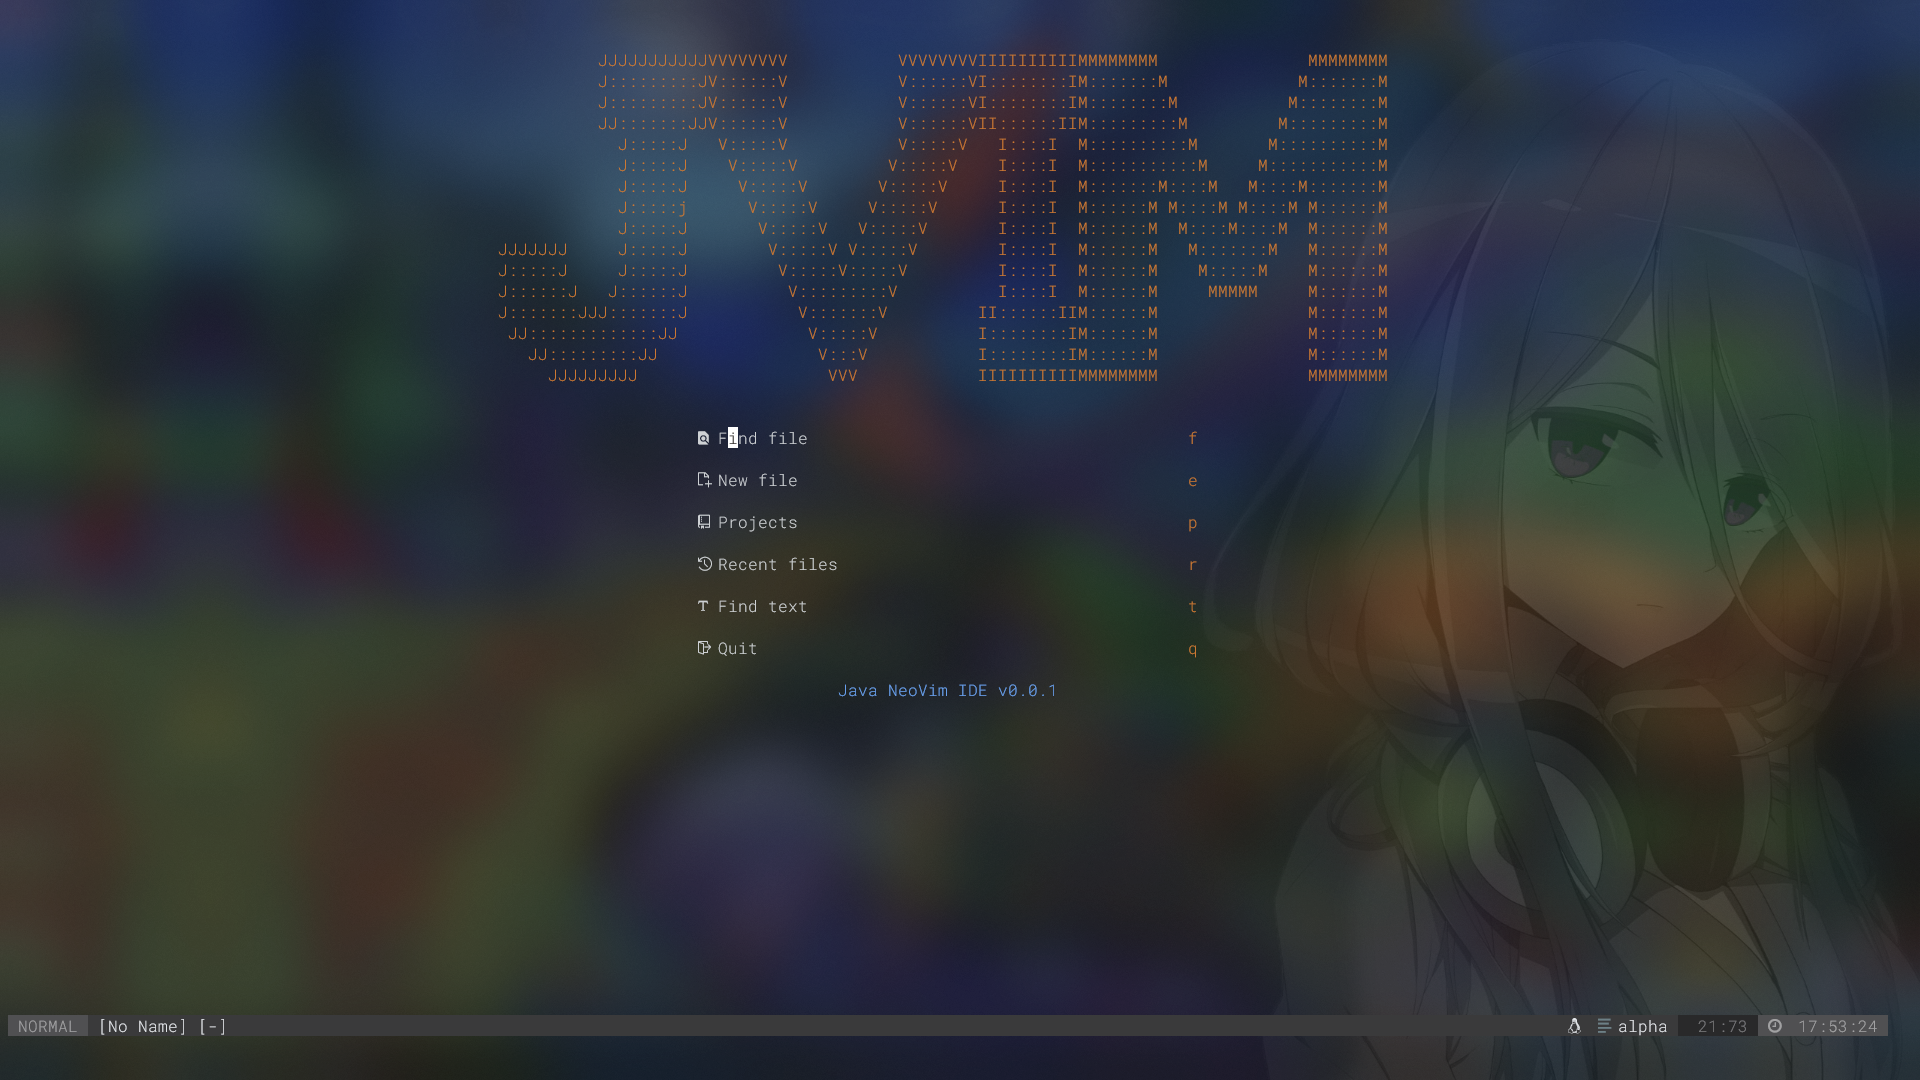 JJJJJJJJJJJVVVVVVVV           VVVVVVVVIIIIIIIIIIMMMMMMMM               MMMMMMMM
J:::::::::JV::::::V           V::::::VI::::::::IM:::::::M             M:::::::M
J:::::::::JV::::::V           V::::::VI::::::::IM::::::::M           M::::::::M
JJ:::::::JJV::::::V           V::::::VII::::::IIM:::::::::M         M:::::::::M
J:::::J   V:::::V           V:::::V   I::::I  M::::::::::M       M::::::::::M
J:::::J    V:::::V         V:::::V    I::::I  M:::::::::::M     M:::::::::::M
J:::::J     V:::::V       V:::::V     I::::I  M:::::::M::::M   M::::M:::::::M
J:::::j      V:::::V     V:::::V      I::::I  M::::::M M::::M M::::M M::::::M
J:::::J       V:::::V   V:::::V       I::::I  M::::::M  M::::M::::M  M::::::M
JJJJJJJ     J:::::J        V:::::V V:::::V        I::::I  M::::::M   M:::::::M   M::::::M
J:::::J     J:::::J         V:::::V:::::V         I::::I  M::::::M    M:::::M    M::::::M
J::::::J   J::::::J          V:::::::::V          I::::I  M::::::M     MMMMM     M::::::M
J:::::::JJJ:::::::J           V:::::::V         II::::::IIM::::::M               M::::::M
JJ:::::::::::::JJ             V:::::V          I::::::::IM::::::M               M::::::M
JJ:::::::::JJ                V:::V           I::::::::IM::::::M               M::::::M
JJJJJJJJJ                   VVV            IIIIIIIIIIMMMMMMMM               MMMMMMMM
Find file f
New file e
Projects p
Recent files r
Find text t
Quit q
Java NeoVim IDE v0.0.1
NORMAL [No Name] [-] alpha 21:73 17:53:24